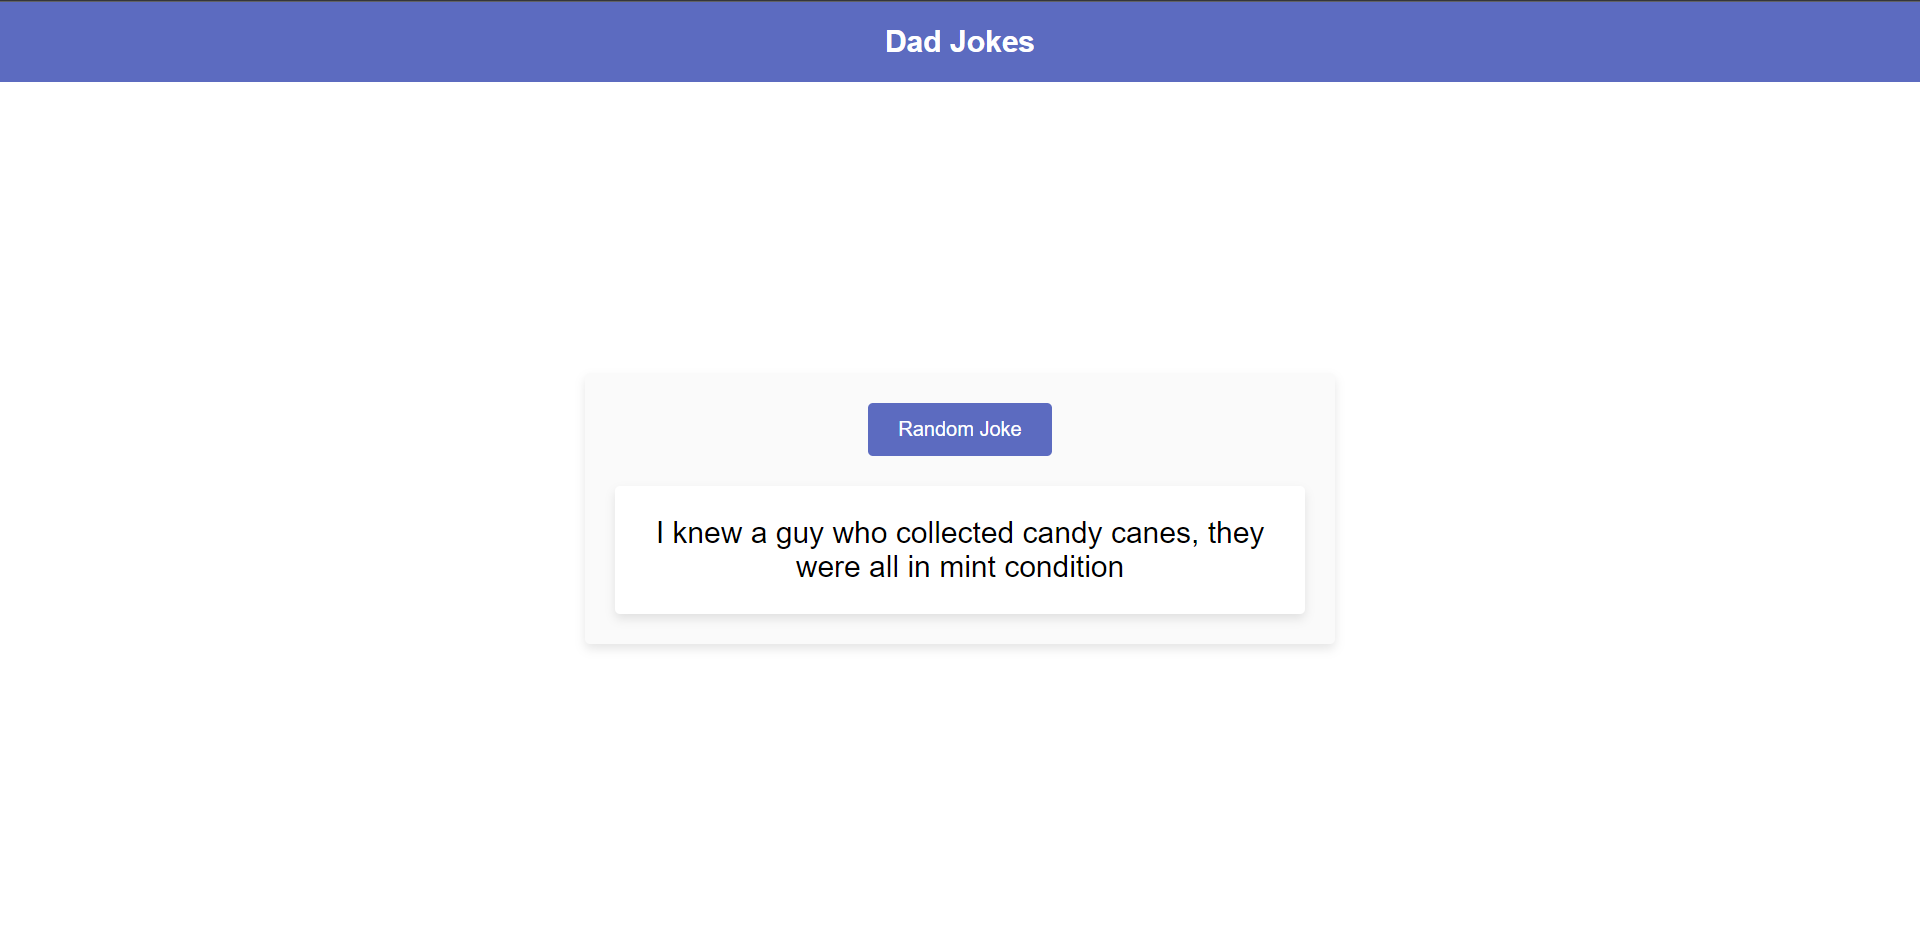 Dad Jokes
Random Joke
I knew a guy who collected candy canes, they
were all in mint condition